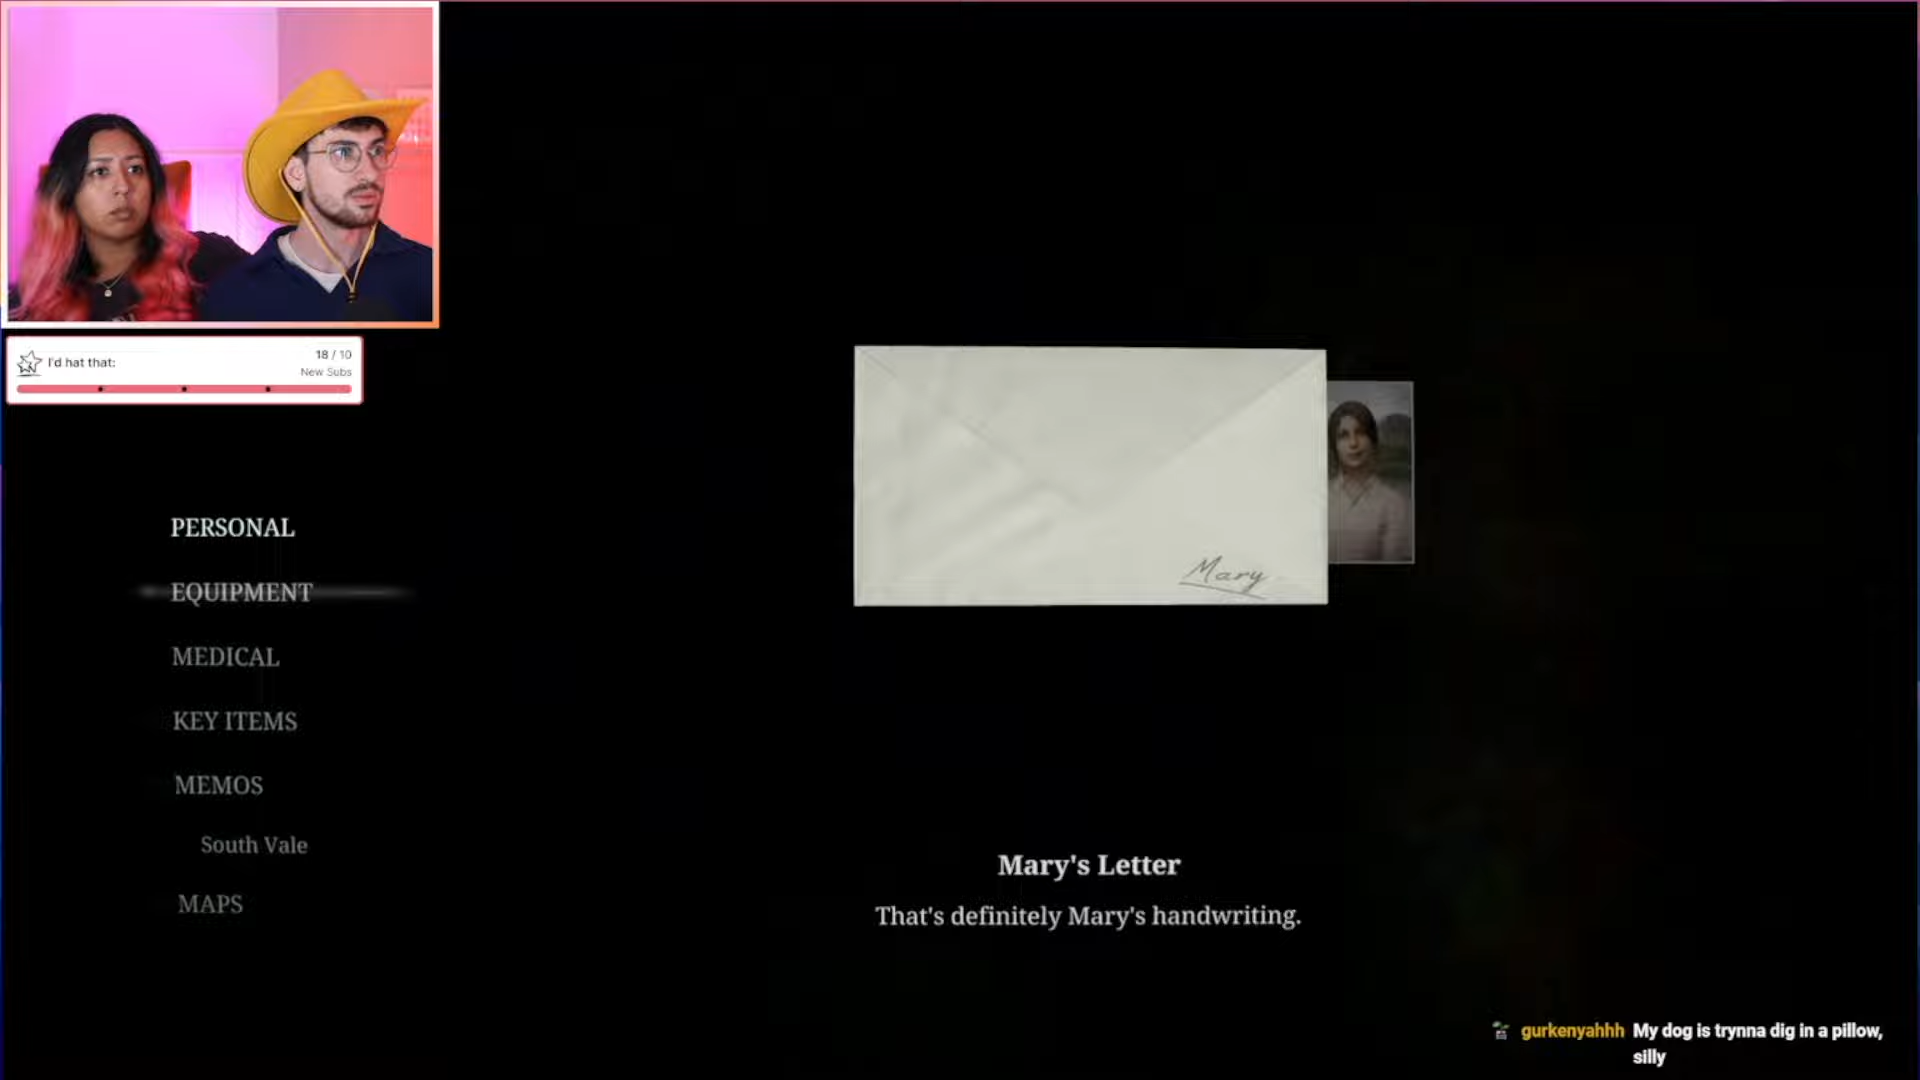 I'd hat that:
18 / 10
New Subs
PERSONAL
EQUIPMENT
MEDICAL
KEY ITEMS
MEMOS
South Vale
MAPS
Mary
Mary's Letter
That's definitely Mary's handwriting.
gurkenyahhh My dog is trynna dig in a pillow,
silly